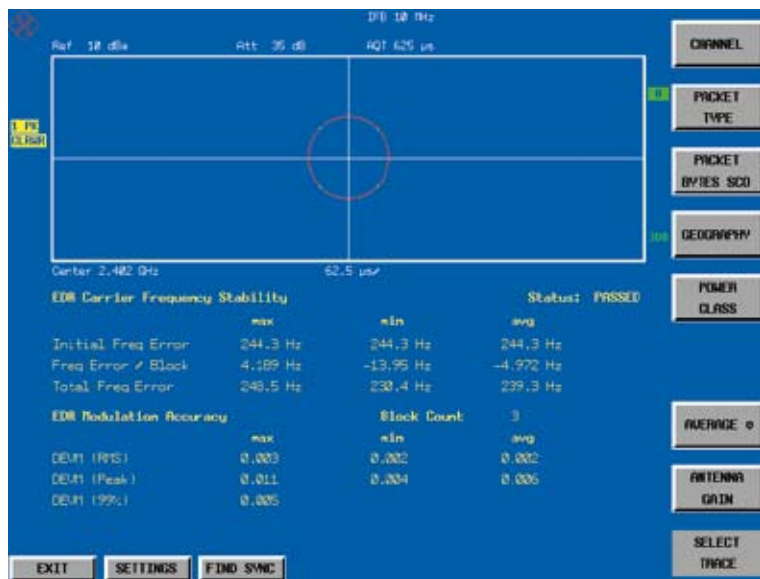 IFB 10 MHz
Ref 10 dBm Att 35 dB AQT 625 µs
1 PK
CLRWR
Center 2.402 GHz 62.5 µs/
EDR Carrier Frequency Stability Status: PASSED
max min avg
Initial Freq Error 244.3 Hz 244.3 Hz 244.3 Hz
Freq Error / Block 4.189 Hz -13.95 Hz -4.972 Hz
Total Freq Error 248.5 Hz 230.4 Hz 239.3 Hz
EDR Modulation Accuracy Block Count 3
max min avg
DEVM (RMS) 0.003 0.002 0.002
DEVM (Peak) 0.011 0.004 0.006
DEVM (99%) 0.005
EXIT SETTINGS FIND SYNC
CHANNEL
PACKET
TYPE
PACKET
BYTES SCO
GEOGRAPHY
POWER
CLASS
AVERAGE
ANTENNA
GAIN
SELECT
TRACE